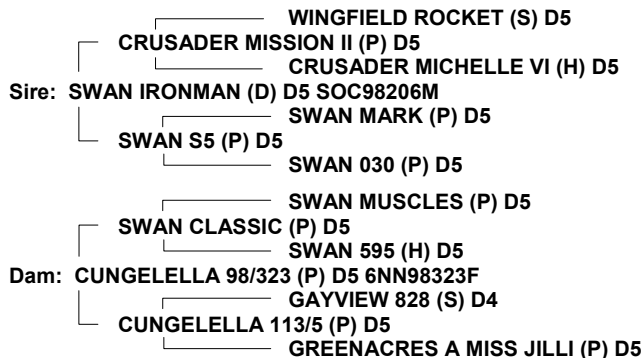 WINGFIELD ROCKET (S) D5
CRUSADER MISSION II (P) D5
CRUSADER MICHELLE VI (H) D5
Sire: SWAN IRONMAN (D) D5 SOC98206M
SWAN MARK (P) D5
SWAN S5 (P) D5
SWAN 030 (P) D5
SWAN MUSCLES (P) D5
SWAN CLASSIC (P) D5
SWAN 595 (H) D5
Dam: CUNGELELLA 98/323 (P) D5 6NN98323F
GAYVIEW 828 (S) D4
CUNGELELLA 113/5 (P) D5
GREENACRES A MISS JILLI (P) D5